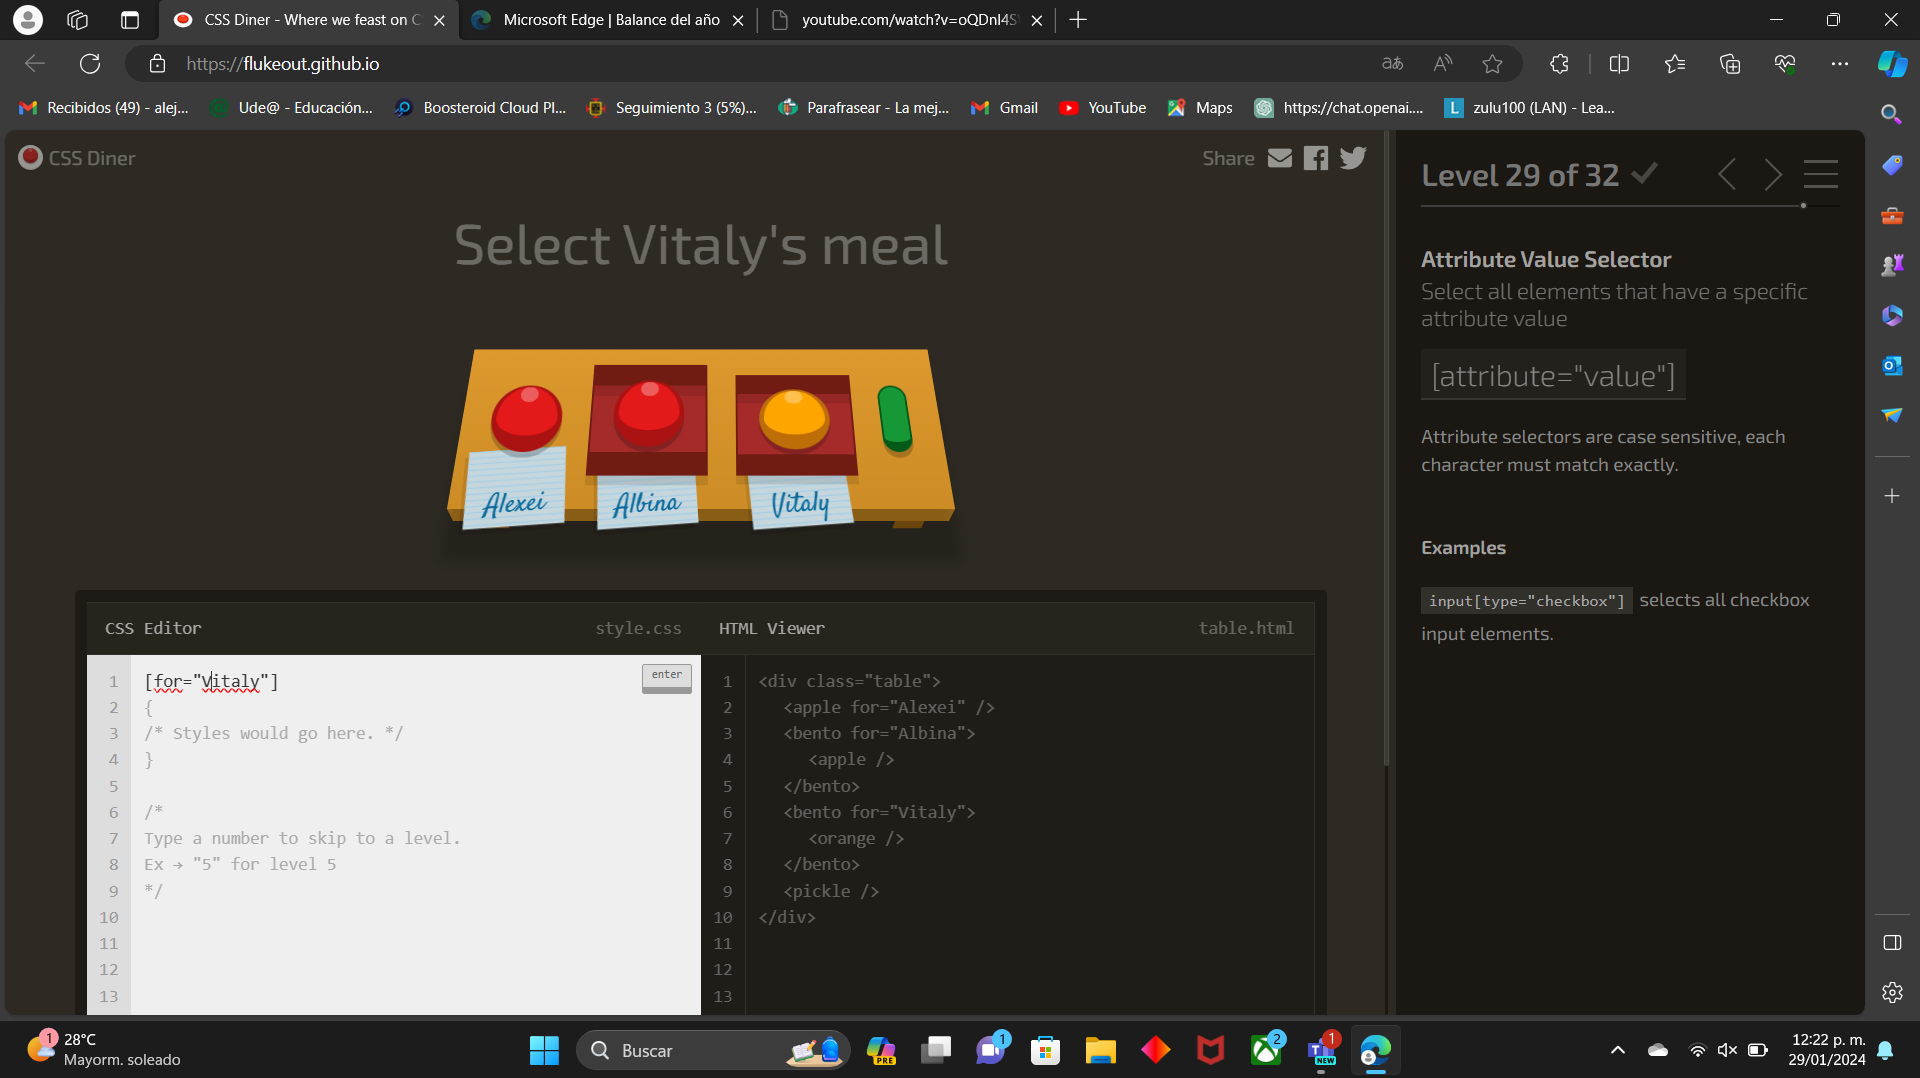 CSS Diner - Where we feast on C
Microsoft Edge | Balance del año
youtube.com/watch?v=oQDnl4S
https://flukeout.github.io
Recibidos (49) - alej...
Ude@ - Educación...
Boosteroid Cloud Pl...
Seguimiento 3 (5%)...
Parafrasear - La mej...
Gmail
YouTube
Maps
https://chat.openai....
L zulu100 (LAN) - Lea...
CSS Diner
Share
Select Vitaly's meal
Alexei
Albina
Vitaly
CSS Editor
style.css
1 [for="Vitaly"]
enter
2 {
3 /* Styles would go here. */
4 }
5
6 /*
7 Type a number to skip to a level.
8 Ex → "5" for level 5
9 */
10
11
12
13
HTML Viewer
table.html
1 <div class="table">
2 <apple for="Alexei" />
3 <bento for="Albina">
4 <apple />
5 </bento>
6 <bento for="Vitaly">
7 <orange />
8 </bento>
9 <pickle />
10 </div>
11
12
13
Level 29 of 32
Attribute Value Selector
Select all elements that have a specific
attribute value
[attribute="value"]
Attribute selectors are case sensitive, each
character must match exactly.
Examples
input[type="checkbox"] selects all checkbox
input elements.
1
28°C
Mayorm. soleado
Buscar
PRE
1
2
1
NEW
12:22 p. m.
29/01/2024